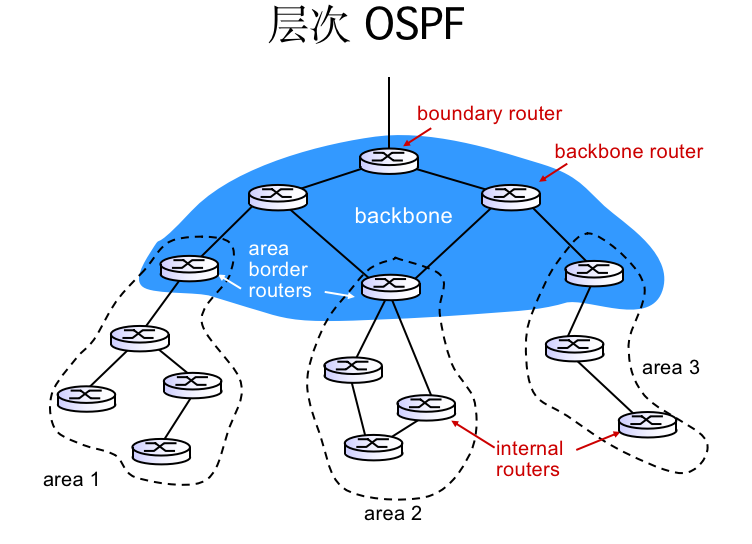 层次 OSPF
boundary router
backbone router
backbone
area
border
routers
area 3
internal
routers
area 1
area 2